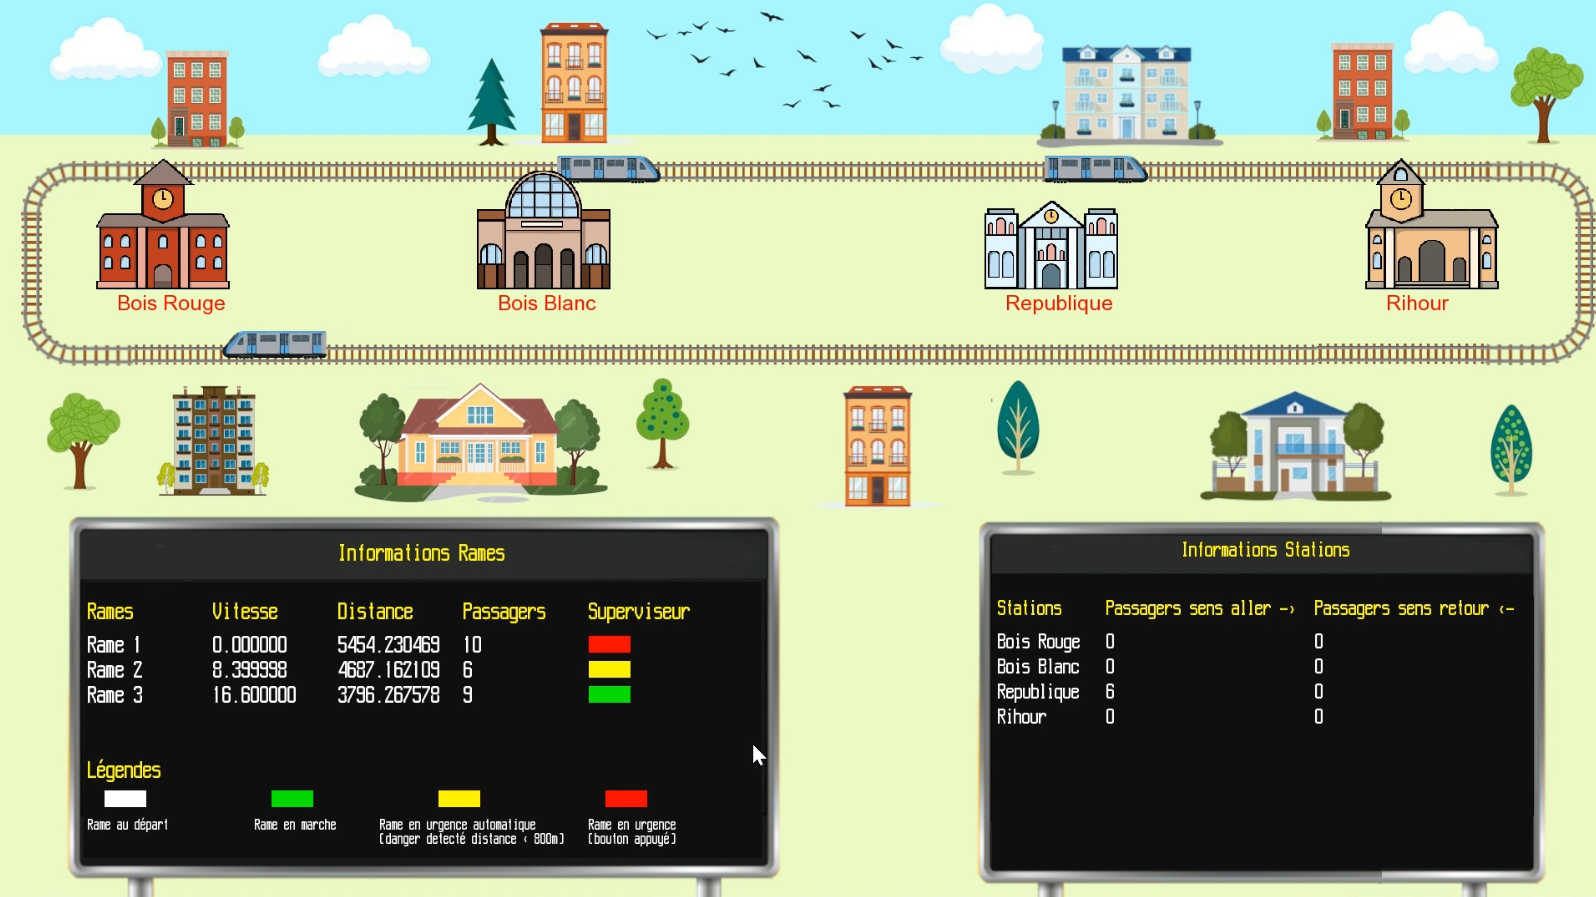 Bois Rouge
Bois Blanc
Republique
Rihour
Informations Rames
Rames Vitesse Distance Passagers Superviseur
Rame 1 0.000000 5454.230469 10
Rame 2 8.399998 4687.162109 6
Rame 3 16.600000 3796.267578 9
Légendes
Rame au départ
Rame en marche
Rame en urgence automatique
(danger detecté distance < 800m)
Rame en urgence
(bouton appuyé)
Informations Stations
Stations Passagers sens aller -> Passagers sens retour <-
Bois Rouge 0 0
Bois Blanc 0 0
Republique 6 0
Rihour 0 0